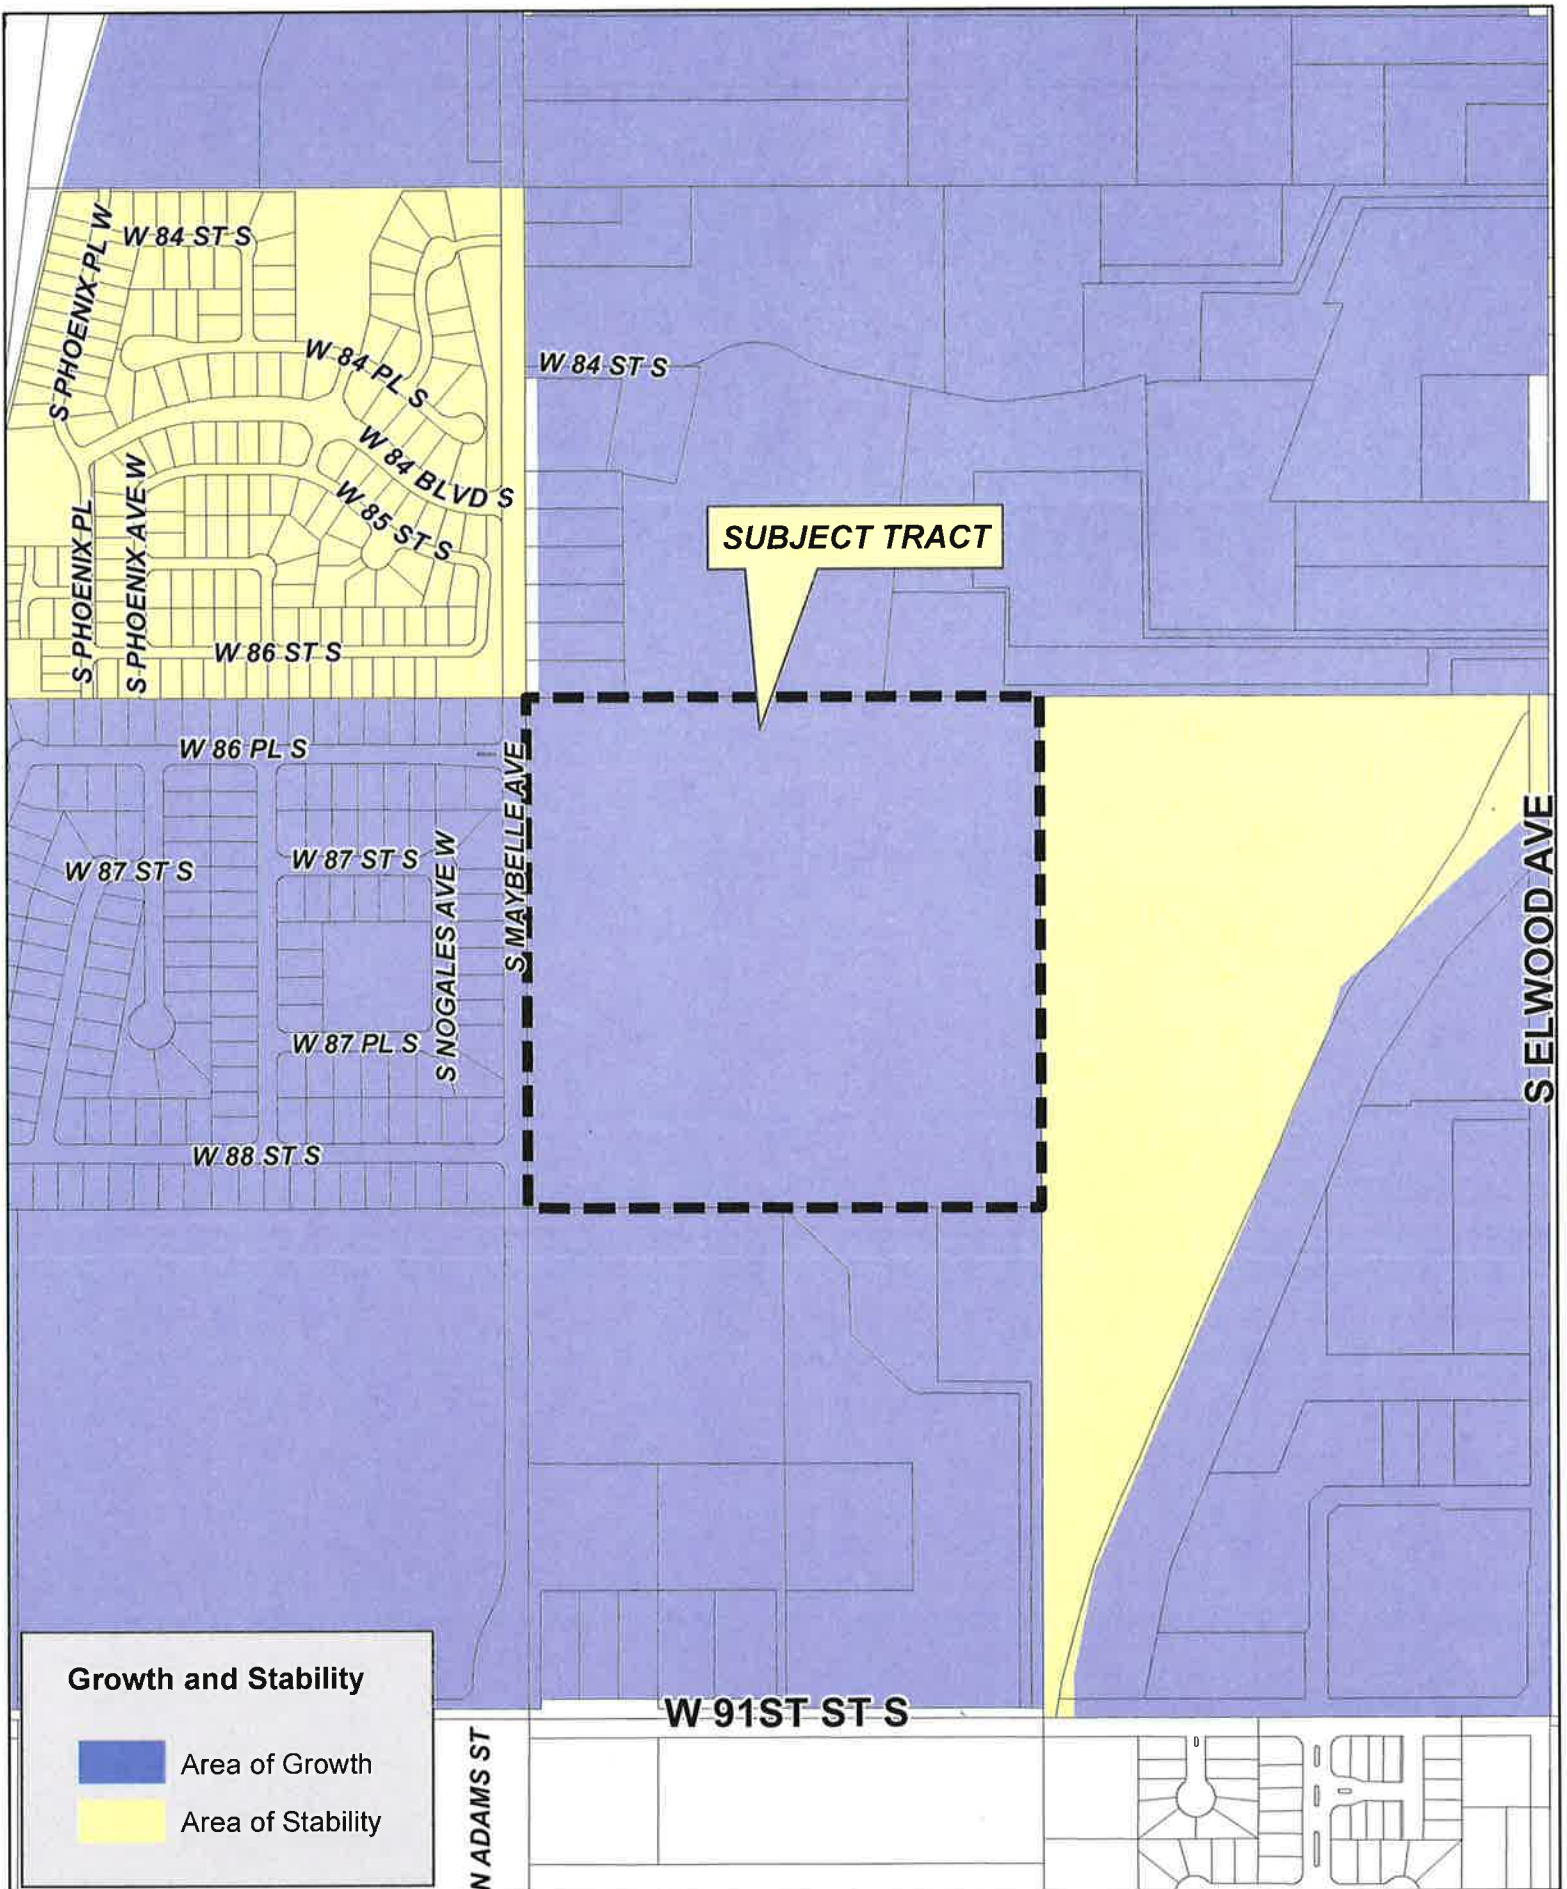 W 84 ST S
S PHOENIX PL W
W 84 PL S
W 84 ST S
W 84 BLVD S
W 85 ST S
SUBJECT TRACT
S PHOENIX PL
S PHOENIX AVE W
W 86 ST S
W 86 PL S
S MAYBELLE AVE
W 87 ST S
W 87 ST S
S NOGALES AVE W
S ELWOOD AVE
W 87 PL S
W 88 ST S
Growth and Stability
Area of Growth
Area of Stability
W 91ST ST S
N ADAMS ST